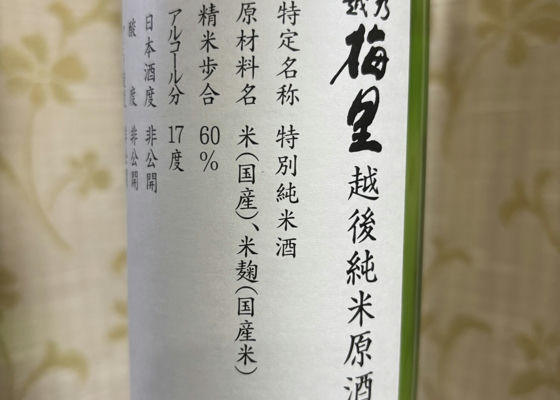 越乃
梅里 越後純米原酒
特定名称 特別純米酒
原材料名 米(国産)、米麹(国産米)
精米歩合 60%
アルコール分 17度
日本酒度 非公開
酸度 非公開